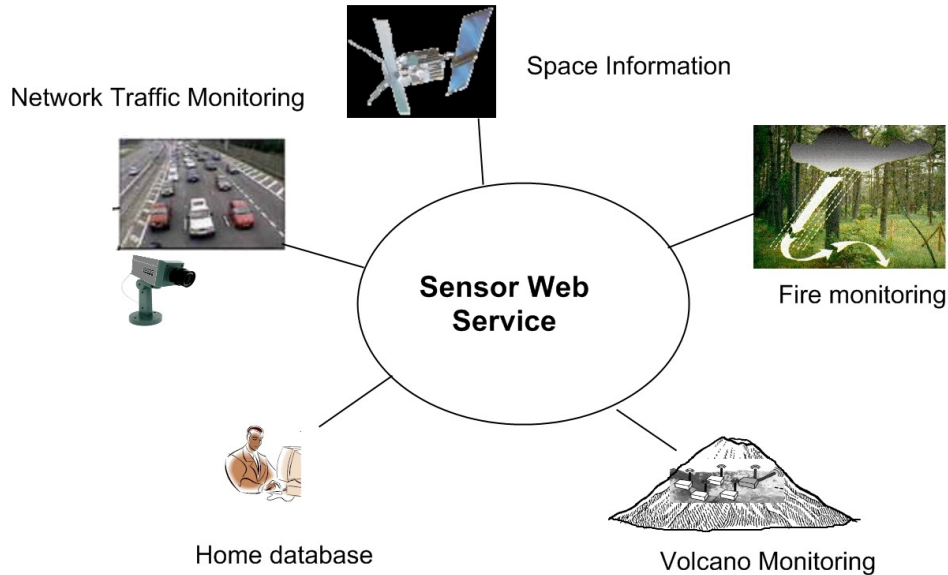 Space Information
Network Traffic Monitoring
Sensor Web
Service
Fire monitoring
Home database
Volcano Monitoring